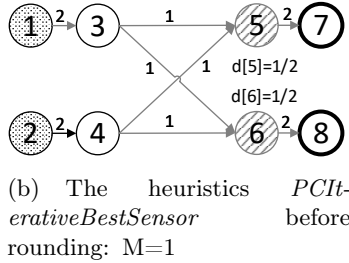 1 2 3 1 5 2 7
1 1 d[5]=1/2
d[6]=1/2
2 2 4 1 6 2 8
(b) The heuristics PCIt-
erativeBestSensor before
rounding: M=1